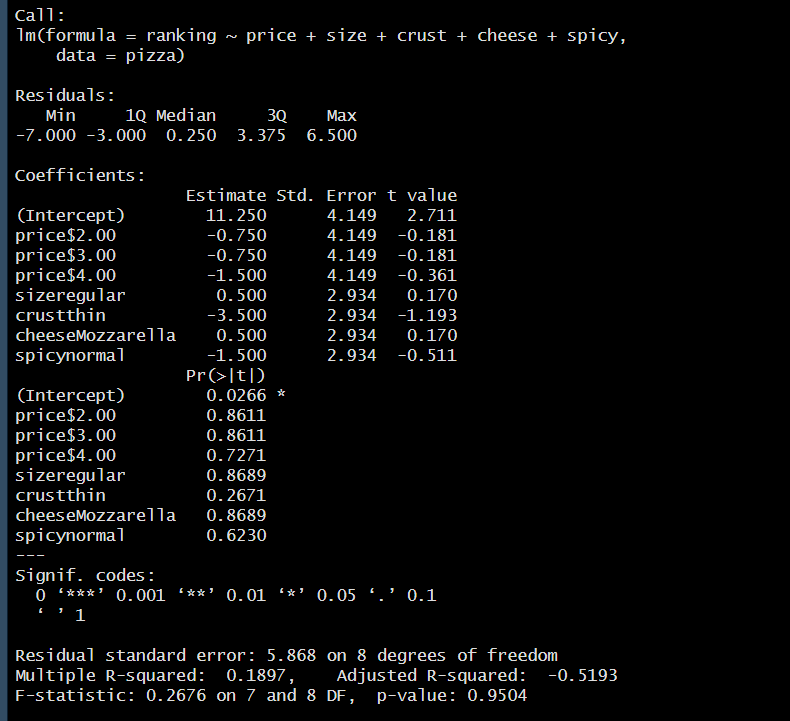 Call:
lm(formula = ranking ~ price + size + crust + cheese + spicy,
    data = pizza)

Residuals:
   Min     1Q Median     3Q    Max
-7.000 -3.000  0.250  3.375  6.500

Coefficients:
                 Estimate Std. Error t value
(Intercept)        11.250      4.149   2.711
price$2.00         -0.750      4.149  -0.181
price$3.00         -0.750      4.149  -0.181
price$4.00         -1.500      4.149  -0.361
sizeregular         0.500      2.934   0.170
crustthin          -3.500      2.934  -1.193
cheeseMozzarella    0.500      2.934   0.170
spicynormal        -1.500      2.934  -0.511
                 Pr(>|t|)
(Intercept)        0.0266 *
price$2.00         0.8611
price$3.00         0.8611
price$4.00         0.7271
sizeregular        0.8689
crustthin          0.2671
cheeseMozzarella   0.8689
spicynormal        0.6230
---
Signif. codes:
  0 ‘***’ 0.001 ‘**’ 0.01 ‘*’ 0.05 ‘.’ 0.1
  ‘ ’ 1

Residual standard error: 5.868 on 8 degrees of freedom
Multiple R-squared:  0.1897,    Adjusted R-squared:  -0.5193
F-statistic: 0.2676 on 7 and 8 DF,  p-value: 0.9504